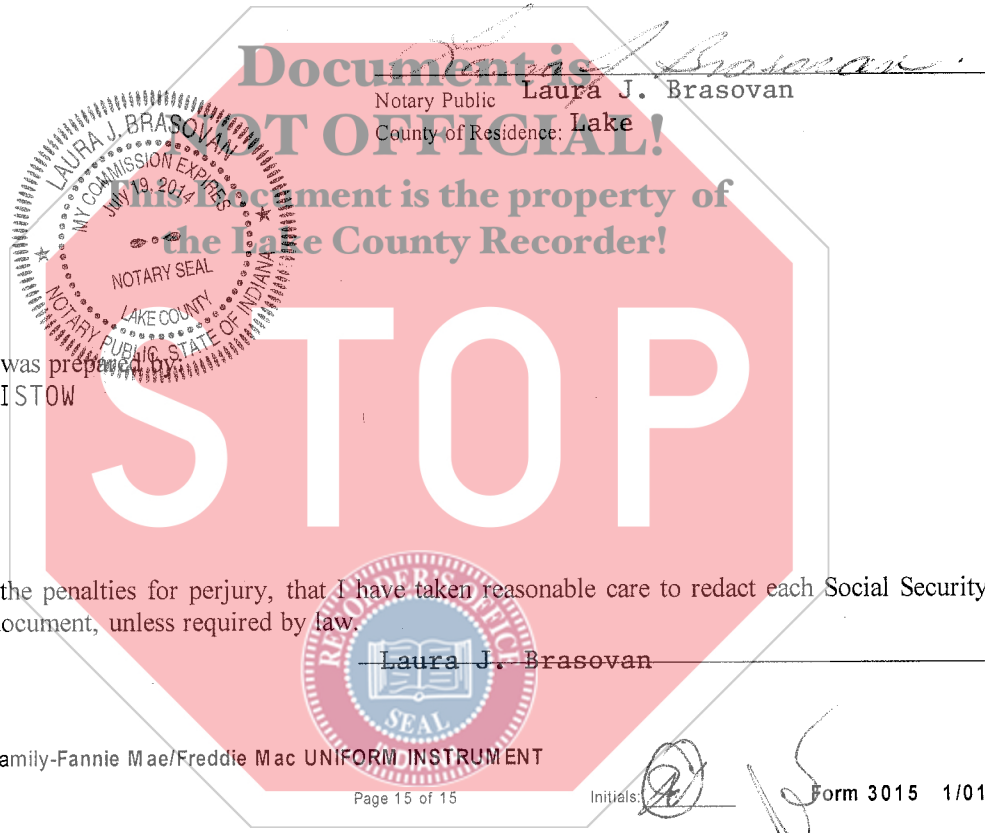 Document is
Laura J. Brasovan
Notary Public Laura J. Brasovan
NOT OFFICIAL!
County of Residence: Lake
This Document is the property of
the Lake County Recorder!
LAURA J. BRASOVAN
MY COMMISSION EXPIRES
July 19, 2014
NOTARY SEAL
LAKE COUNTY
NOTARY PUBLIC, STATE OF INDIANA
was prepared by:
ISTOW
STOP
the penalties for perjury, that I have taken reasonable care to redact each Social Security
ocument, unless required by law.
Laura J. Brasovan
RECORDER'S OFFICE
SEAL
INDIANA
amily-Fannie Mae/Freddie Mac UNIFORM INSTRUMENT
Page 15 of 15
Initials:
Form 3015 1/01